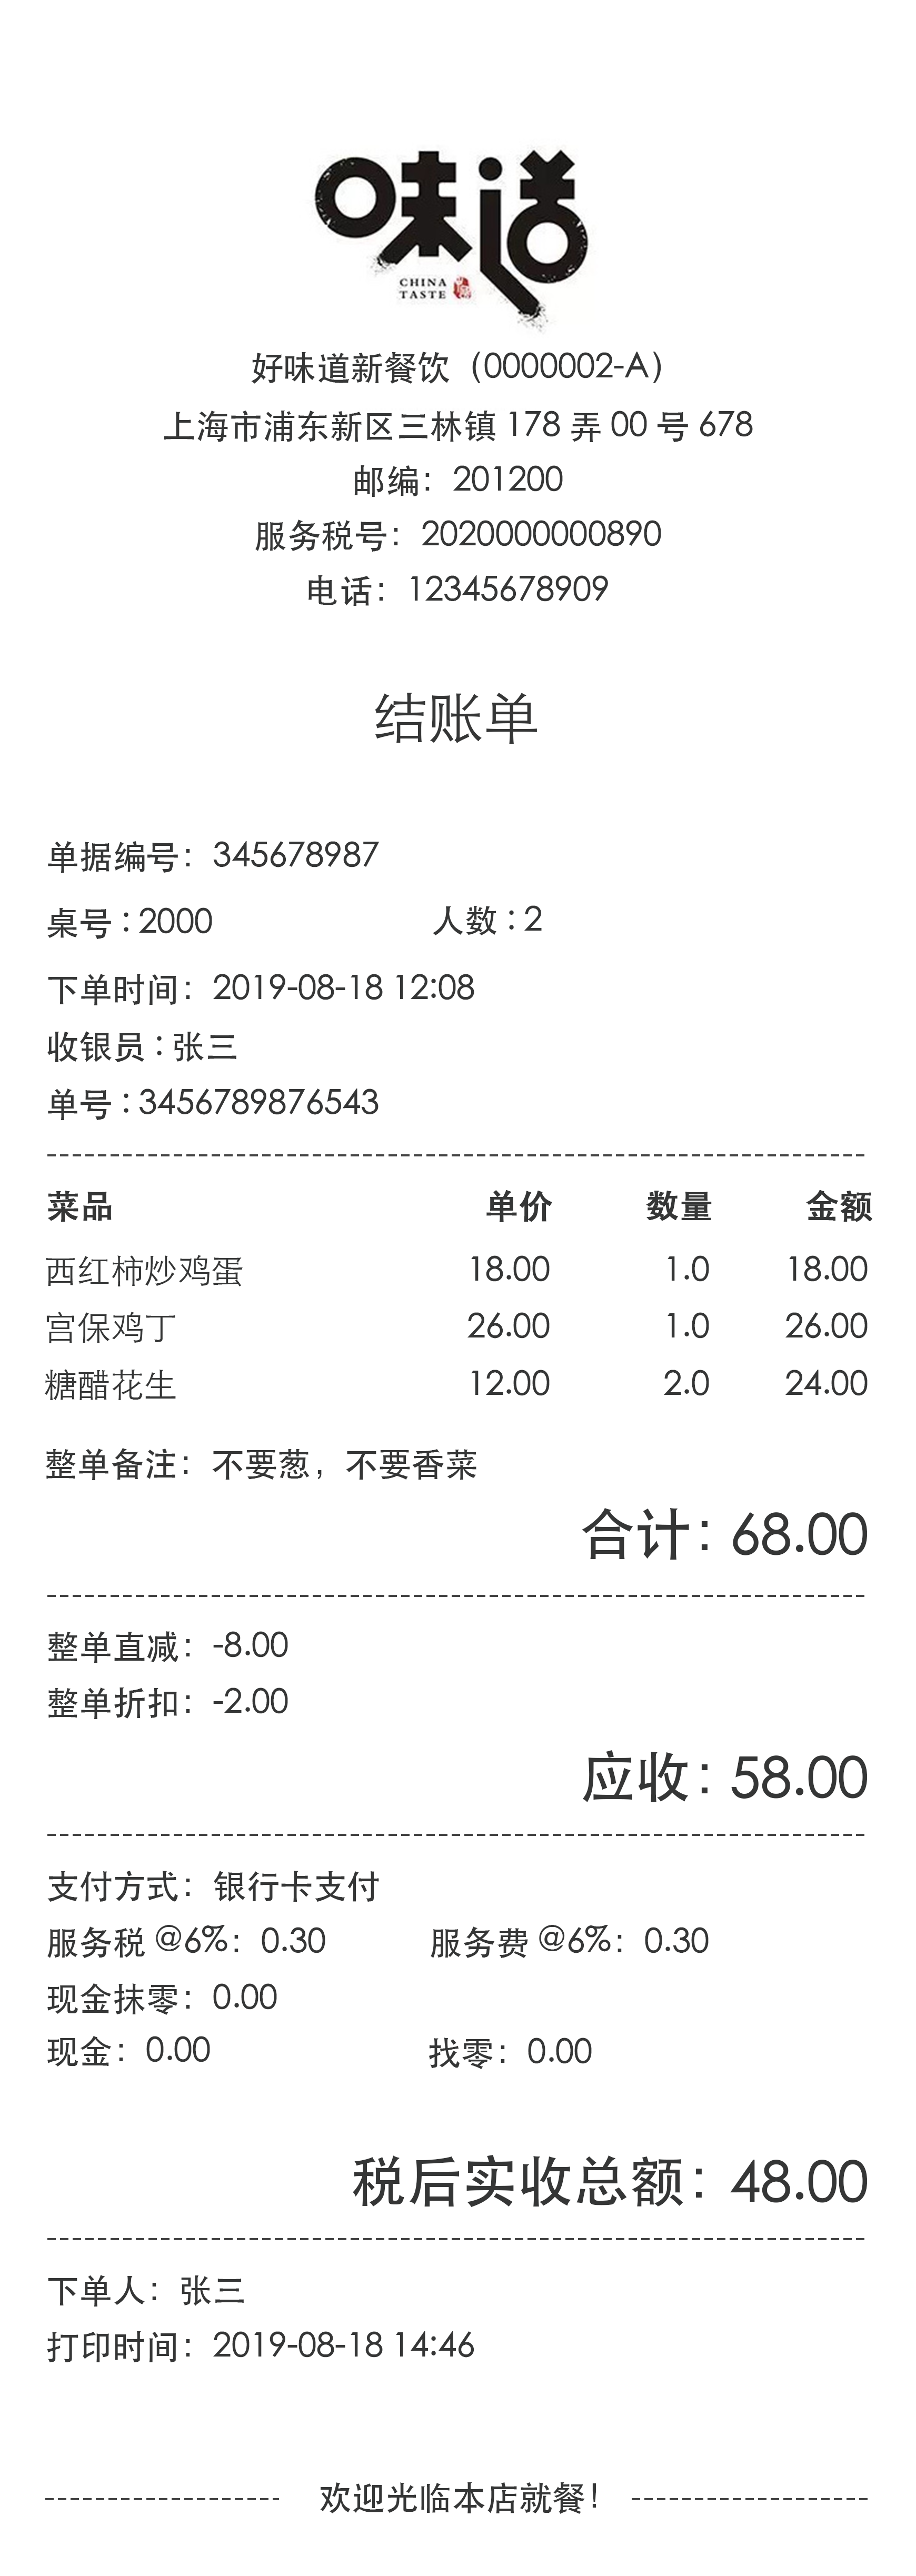 味道
CHINA
TASTE
好味道新餐饮（0000002-A）
上海市浦东新区三林镇 178 弄 00 号 678
邮编：201200
服务税号：2020000000890
电话：12345678909
结账单
单据编号：345678987
桌号：2000 人数：2
下单时间：2019-08-18 12:08
收银员：张三
单号：3456789876543
菜品 单价 数量 金额
西红柿炒鸡蛋 18.00 1.0 18.00
宫保鸡丁 26.00 1.0 26.00
糖醋花生 12.00 2.0 24.00
整单备注：不要葱，不要香菜
合计：68.00
整单直减：-8.00
整单折扣：-2.00
应收：58.00
支付方式：银行卡支付
服务税 @6%：0.30 服务费 @6%：0.30
现金抹零：0.00
现金：0.00 找零：0.00
税后实收总额：48.00
下单人：张三
打印时间：2019-08-18 14:46
欢迎光临本店就餐！